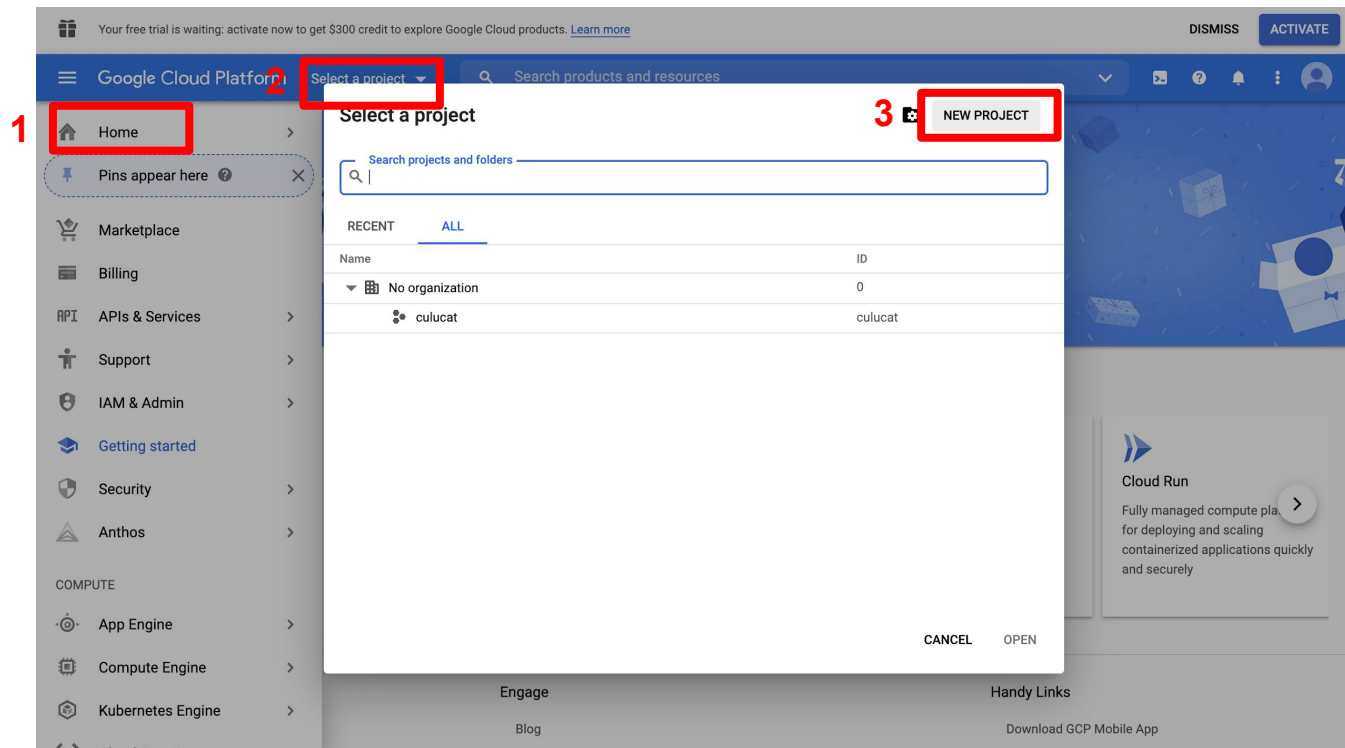 Your free trial is waiting: activate now to get $300 credit to explore Google Cloud products. Learn more
DISMISS
ACTIVATE
Google Cloud Platform
2
Select a project
Search products and resources
1
Home
Pins appear here
Marketplace
Billing
API
APIs & Services
Support
IAM & Admin
Getting started
Security
Anthos
COMPUTE
App Engine
Compute Engine
Kubernetes Engine
Select a project
3
NEW PROJECT
Search projects and folders
RECENT
ALL
Name
ID
No organization
0
culucat
culucat
CANCEL
OPEN
Cloud Run
Fully managed compute
for deploying and scaling
containerized applications quickly
and securely
Engage
Handy Links
Blog
Download GCP Mobile App